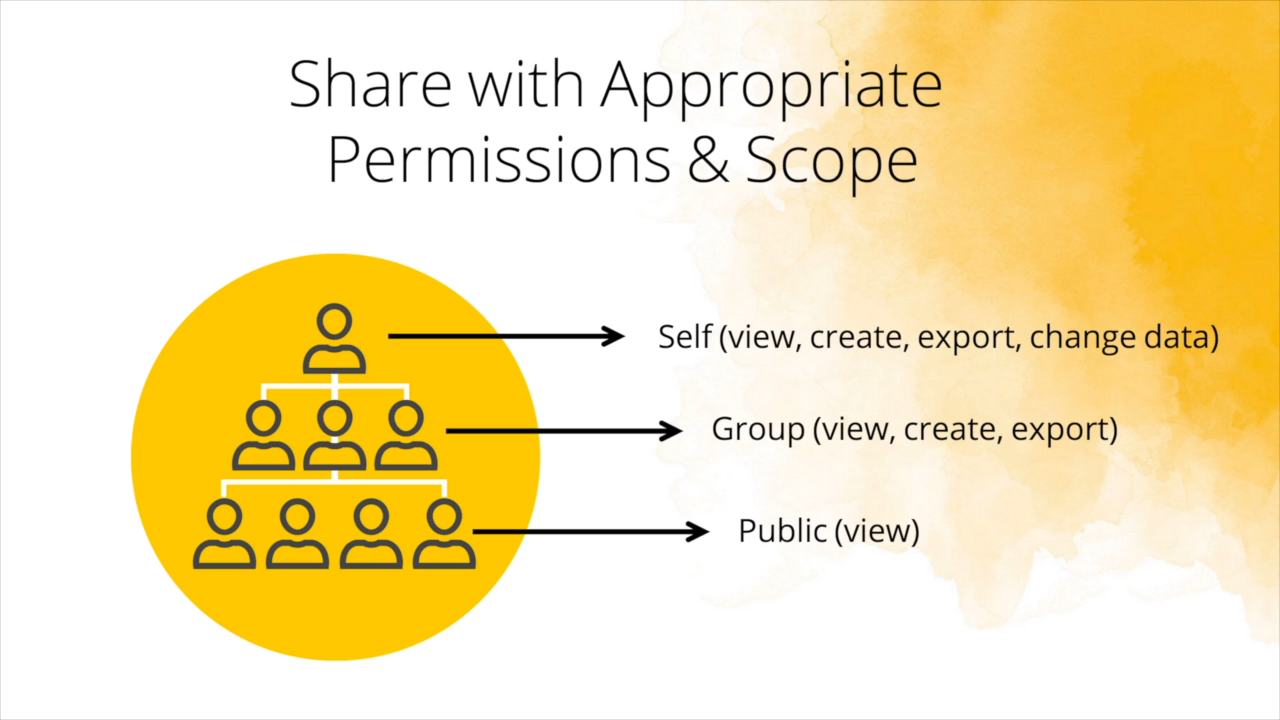 Share with Appropriate
Permissions & Scope
Self (view, create, export, change data)
Group (view, create, export)
Public (view)